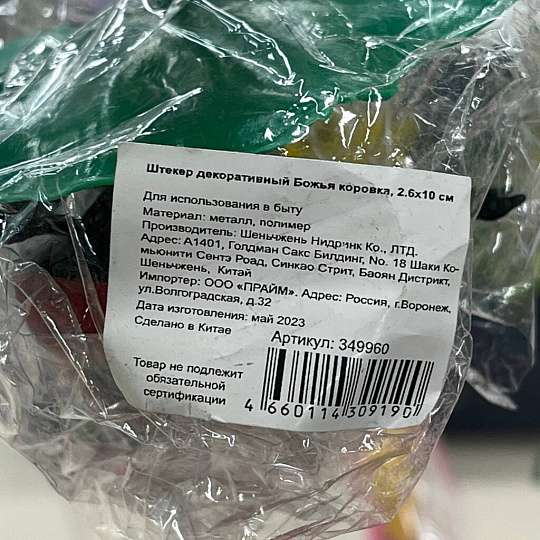 Штекер декоративный Божья коровка, 2.6х10 см
Для использования в быту
Материал: металл, полимер
Производитель: Шеньчжень Нидринк Ко., ЛТД.
Адрес: А1401, Голдман Сакс Билдинг, No. 18 Шаки Ко-
мьюнити Сентэ Роад, Синкао Стрит, Баоян Дистрикт,
Шеньчжень, Китай
Импортер: ООО «ПРАЙМ». Адрес: Россия, г.Воронеж,
ул.Волгоградская, д.32
Дата изготовления: май 2023
Сделано в Китае
Артикул: 349960
Товар не подлежит
обязательной
сертификации
4 660114 309190